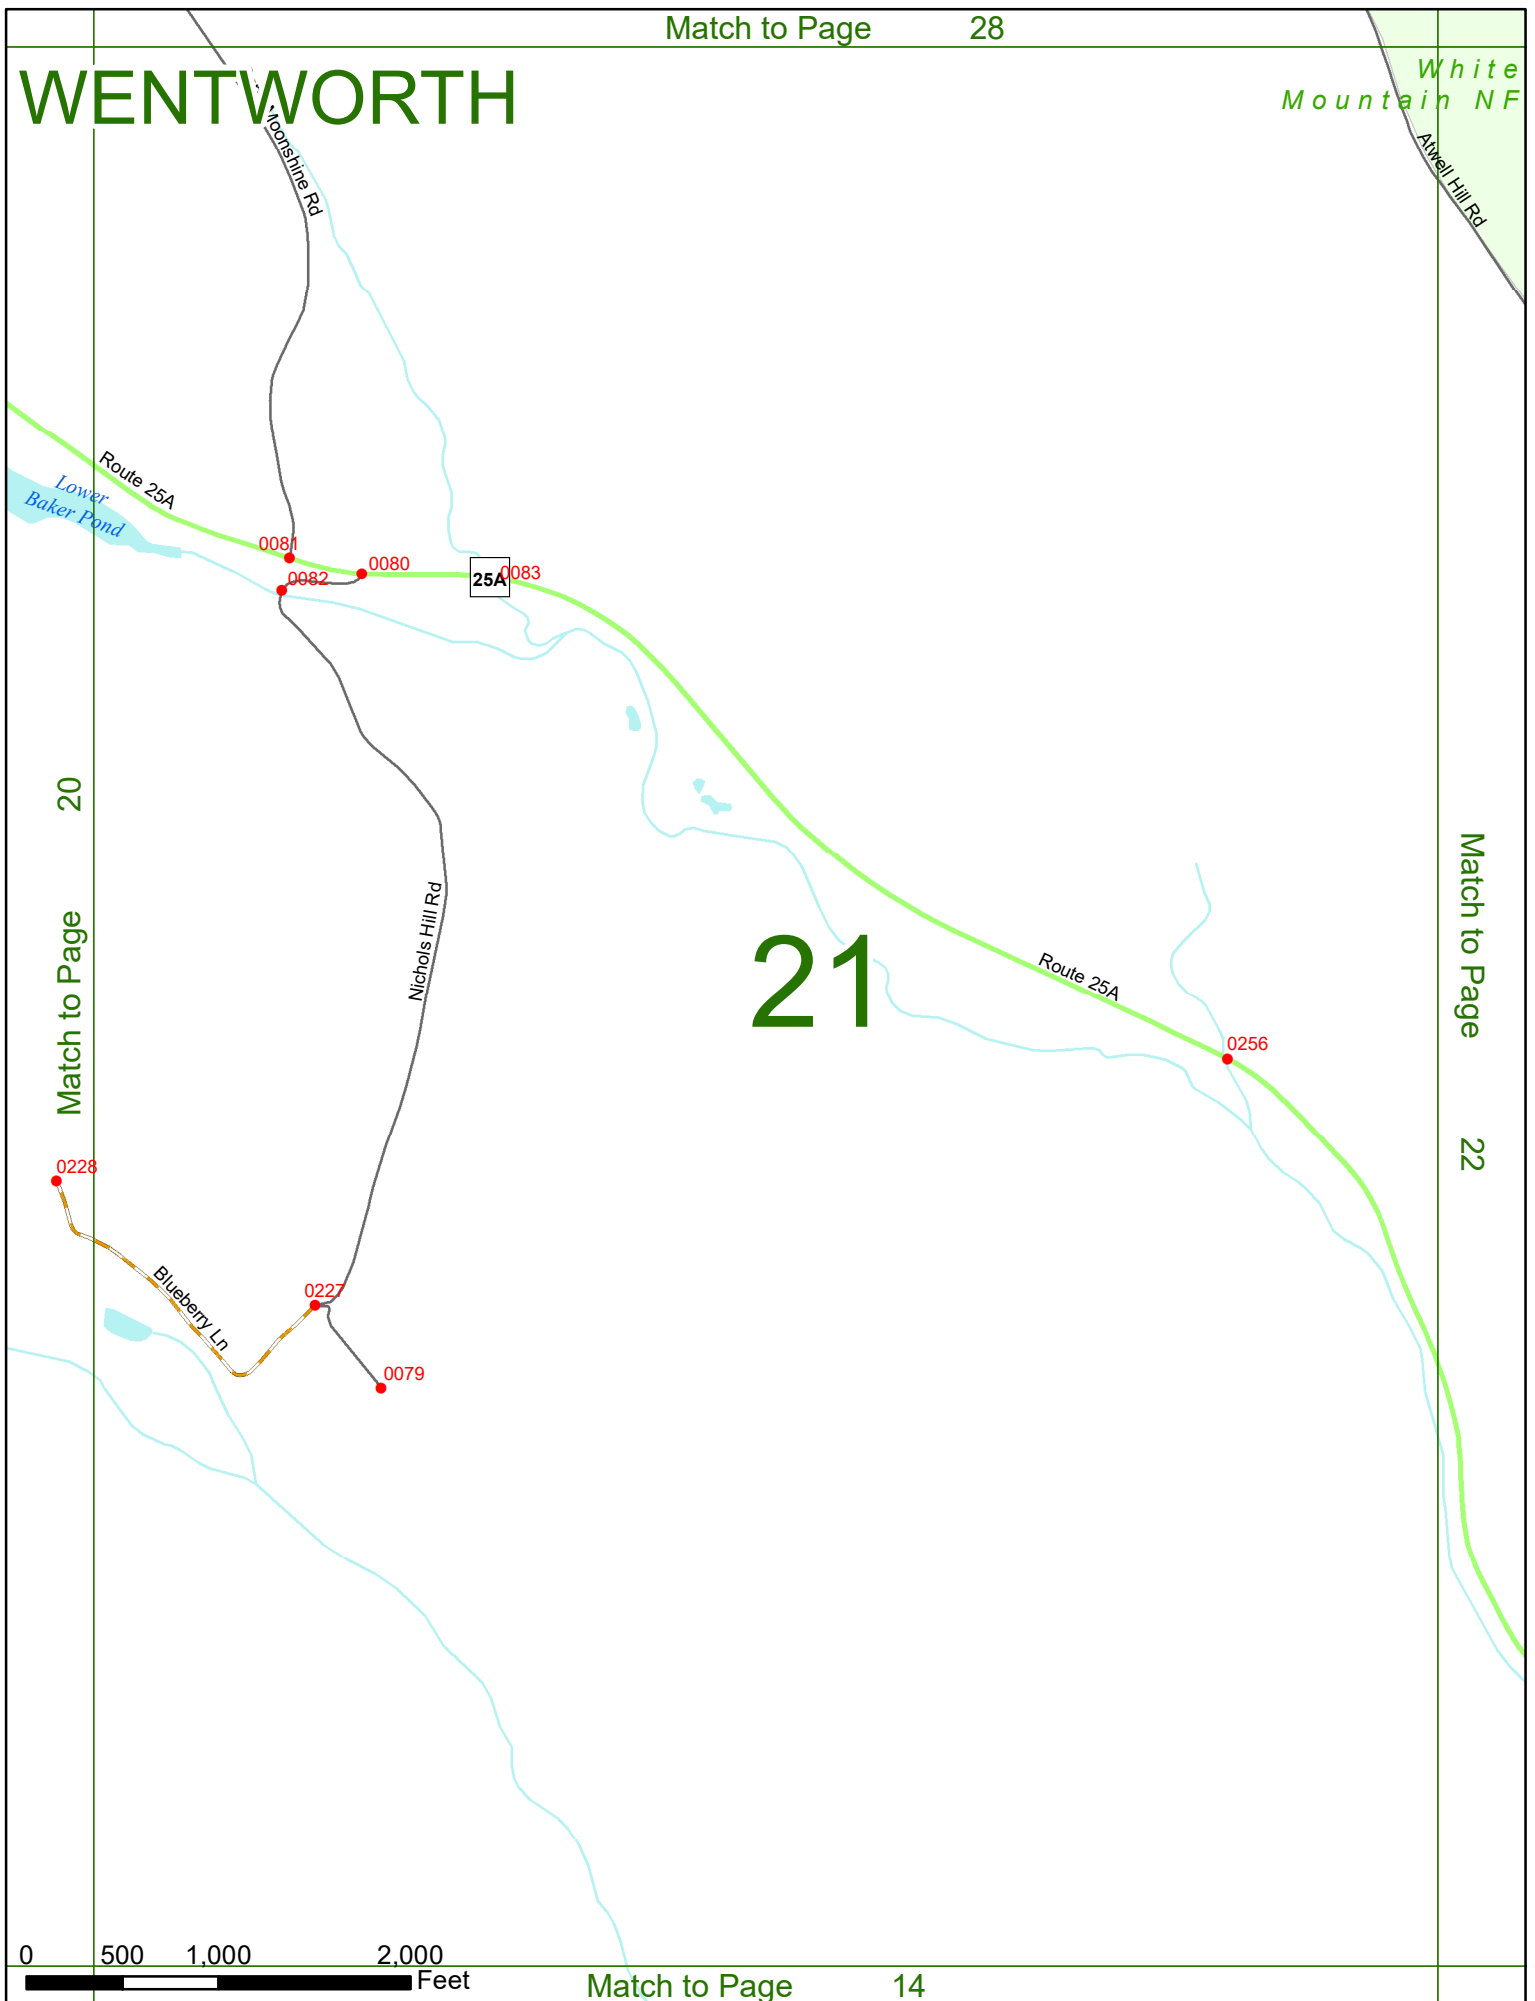 Match to Page 28
WENTWORTH
White
Mountain NF
Moonshine Rd
Atwell Hill Rd
Route 25A
Lower
Baker Pond
0081
0080
0082
25A
0083
20
Match to Page
Match to Page
22
Nichols Hill Rd
21
Route 25A
0256
0228
Blueberry Ln
0227
0079
0 500 1,000 2,000
Feet
Match to Page 14